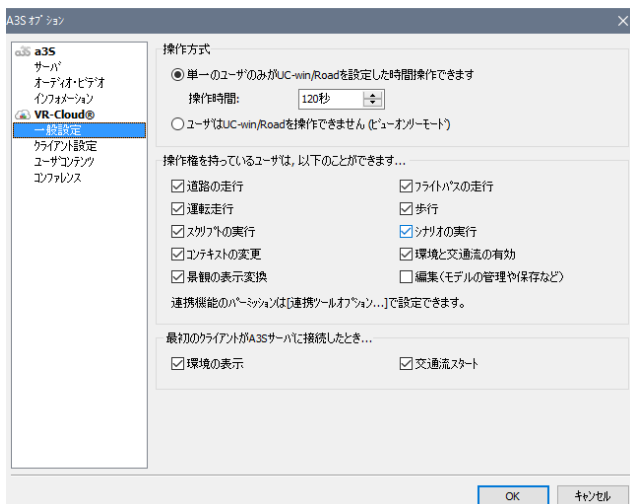 A3S オプション
a3S a3S
サーバ
オーディオ・ビデオ
インフォメーション
VR-Cloud®
一般設定
クライアント設定
ユーザコンテンツ
コンファレンス
操作方式
単一のユーザのみがUC-win/Roadを設定した時間操作できます
操作時間: 120秒
ユーザはUC-win/Roadを操作できません (ビューオンリーモード)
操作権を持っているユーザは, 以下のことができます...
道路の走行 フライトパスの走行
運転走行 歩行
スクリプトの実行 シナリオの実行
コンテキストの変更 環境と交通流の有効
景観の表示変換 編集(モデルの管理や保存など)
連携機能のパーミッションは[連携ツールオプション...]で設定できます。
最初のクライアントがA3Sサーバに接続したとき...
環境の表示 交通流スタート
OK キャンセル